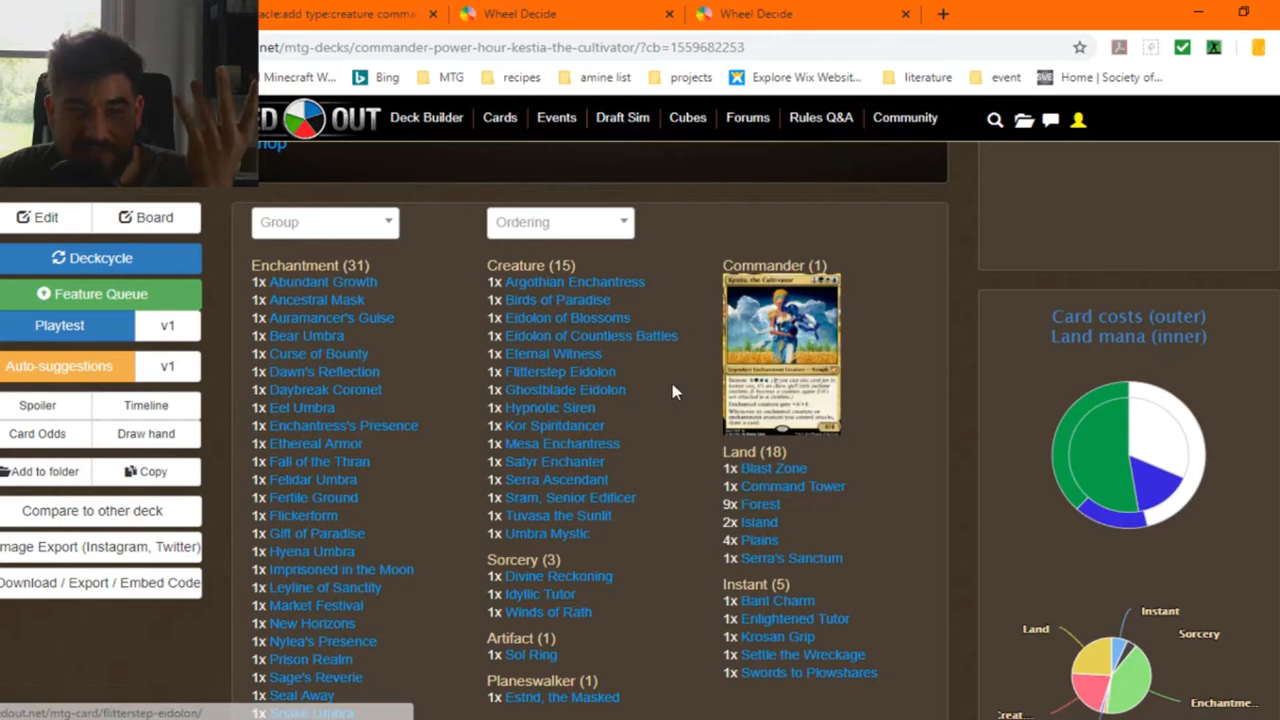 oracle:add type:creature comma
Wheel Decide
Wheel Decide
net/mtg-decks/commander-power-hour-kestia-the-cultivator/?cb=1559682253
Minecraft W...
Bing
MTG
recipes
amine list
projects
Explore Wix Websit...
literature
event
Home | Society of...
ED OUT
Deck Builder
Cards
Events
Draft Sim
Cubes
Forums
Rules Q&A
Community
hop
Edit
Board
Deckcycle
Feature Queue
Playtest
v1
Auto-suggestions
v1
Spoiler
Timeline
Card Odds
Draw hand
Add to folder
Copy
Compare to other deck
mage Export (Instagram, Twitter)
Download / Export / Embed Code
Group
Ordering
Enchantment (31)
1x Abundant Growth
1x Ancestral Mask
1x Auramancer's Guise
1x Bear Umbra
1x Curse of Bounty
1x Dawn's Reflection
1x Daybreak Coronet
1x Eel Umbra
1x Enchantress's Presence
1x Ethereal Armor
1x Fall of the Thran
1x Felidar Umbra
1x Fertile Ground
1x Flickerform
1x Gift of Paradise
1x Hyena Umbra
1x Imprisoned in the Moon
1x Leyline of Sanctity
1x Market Festival
1x New Horizons
1x Nylea's Presence
1x Prison Realm
1x Sage's Reverie
1x Seal Away
1x Snake Umbra
Creature (15)
1x Argothian Enchantress
1x Birds of Paradise
1x Eidolon of Blossoms
1x Eidolon of Countless Battles
1x Eternal Witness
1x Flitterstep Eidolon
1x Ghostblade Eidolon
1x Hypnotic Siren
1x Kor Spiritdancer
1x Mesa Enchantress
1x Satyr Enchanter
1x Serra Ascendant
1x Sram, Senior Edificer
1x Tuvasa the Sunlit
1x Umbra Mystic
Sorcery (3)
1x Divine Reckoning
1x Idyllic Tutor
1x Winds of Rath
Artifact (1)
1x Sol Ring
Planeswalker (1)
1x Estrid, the Masked
Commander (1)
Kestia, the Cultivator
Land (18)
1x Blast Zone
1x Command Tower
9x Forest
2x Island
4x Plains
1x Serra's Sanctum
Instant (5)
1x Bant Charm
1x Enlightened Tutor
1x Krosan Grip
1x Settle the Wreckage
1x Swords to Plowshares
Card costs (outer)
Land mana (inner)
Instant
Land
Sorcery
Enchantme...
Creat...
dout.net/mtg-card/flitterstep-eidolon/